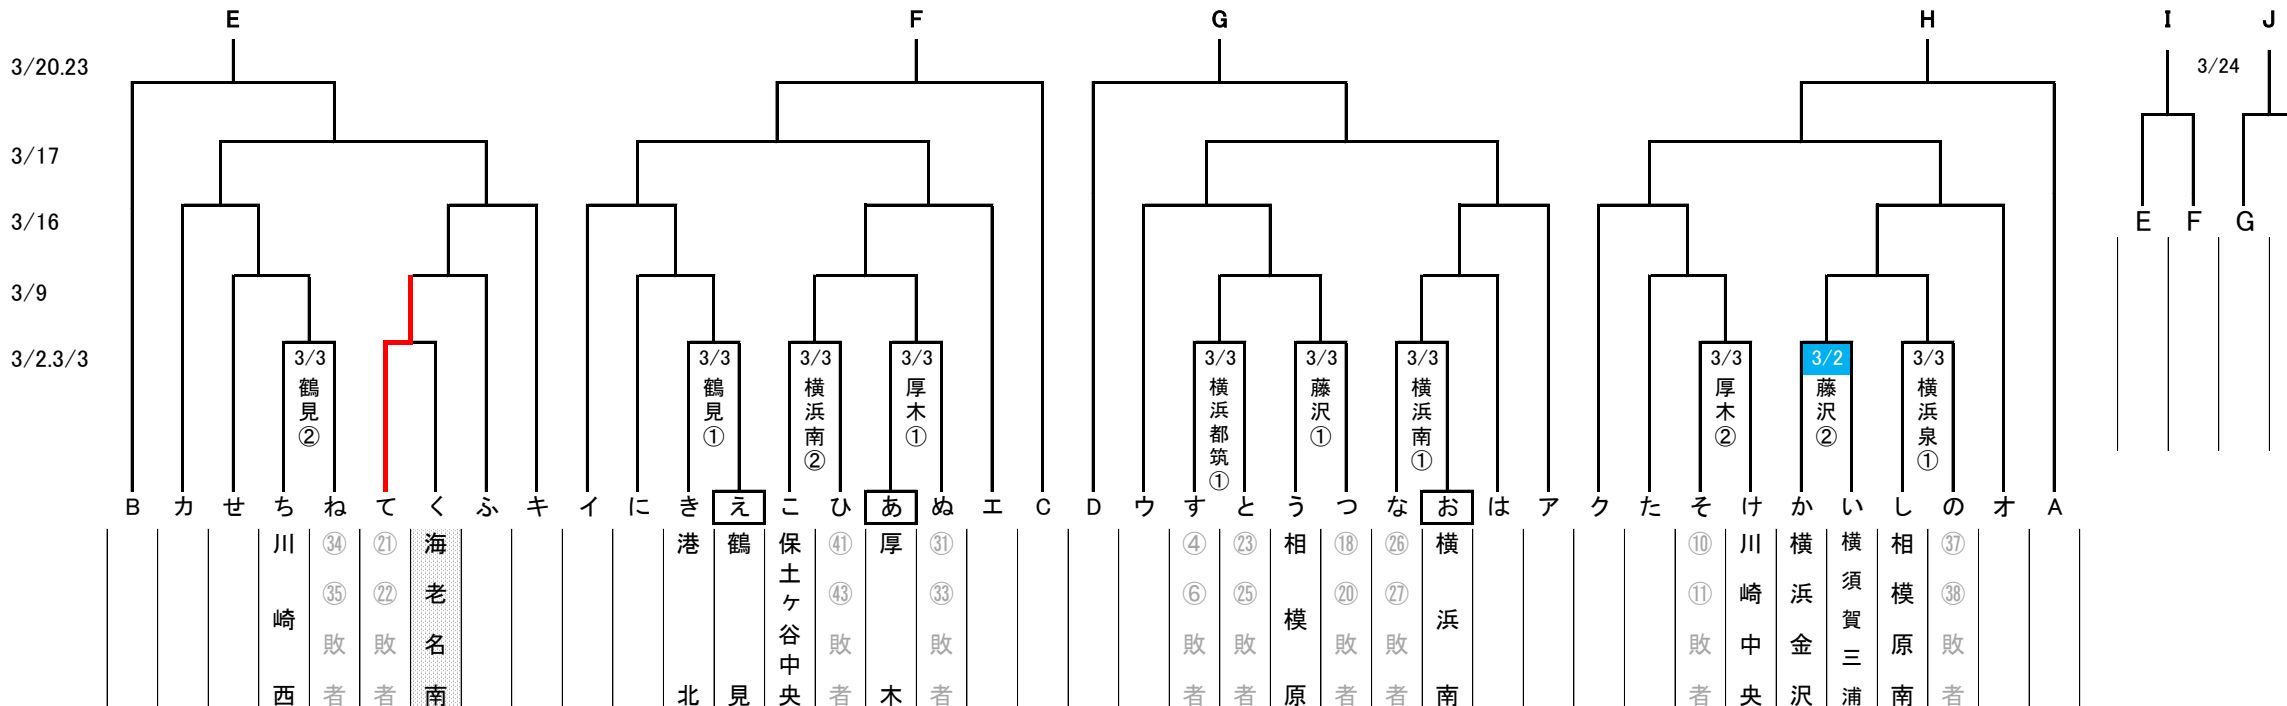 E F G H I J
3/20.23 3/24
3/17
3/16 E F G
3/9
3/2.3/3
3/3 3/3 3/3 3/3 3/3 3/3 3/3 3/3 3/2 3/3
鶴見②
鶴見①
横浜南②
厚木①
横浜都筑①
藤沢①
横浜南①
厚木②
藤沢②
横浜泉①
B カ せ ち ね て く ふ キ イ に き え こ ひ あ ぬ エ C D ウ す と う つ な お は ア ク た そ け か い し の オ A
川崎西
㉞㉟敗者
㉑㉒敗者
海老名南
港北
鶴見
保土ケ谷中央
㊶㊸敗者
厚木
㉛㉝敗者
④⑥敗者
㉓㉕敗者
相模原
⑱⑳敗者
㉖㉗敗者
横浜南
⑩⑪敗者
川崎中央
横浜金沢
横須賀三浦
相模原南
㊲㊳敗者